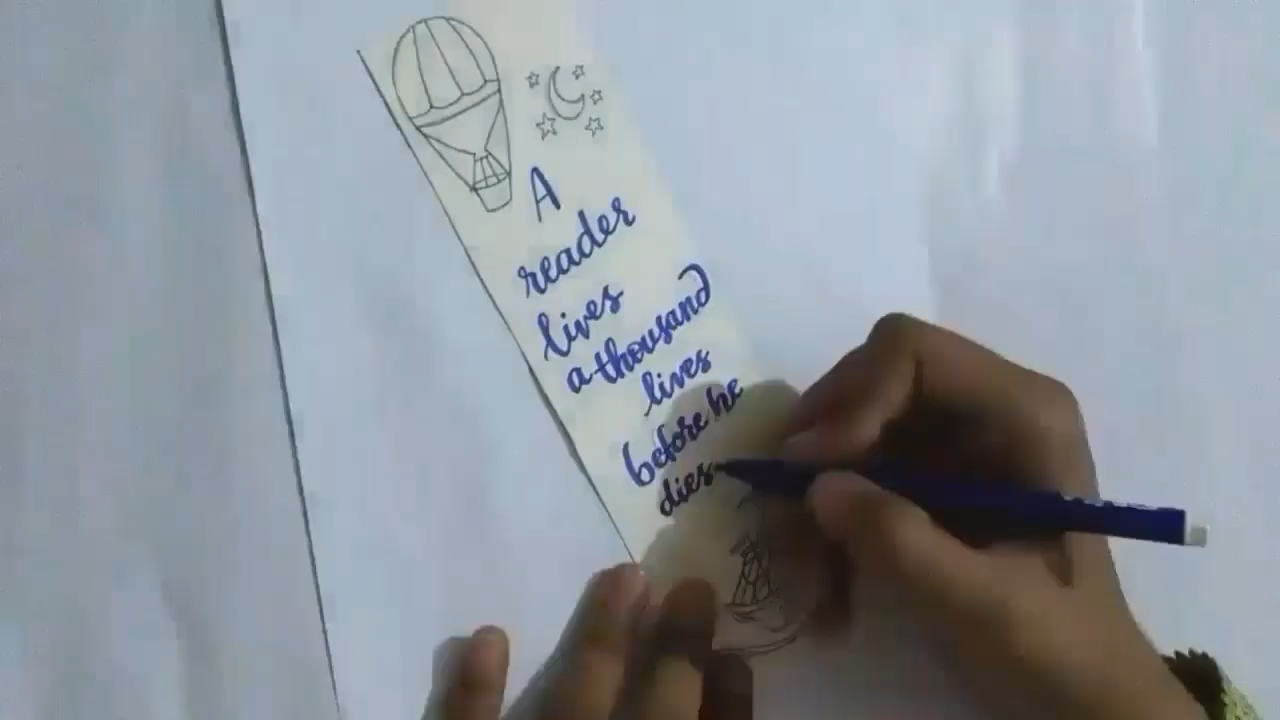 A
reader
lives
a thousand
lives
before he
dies